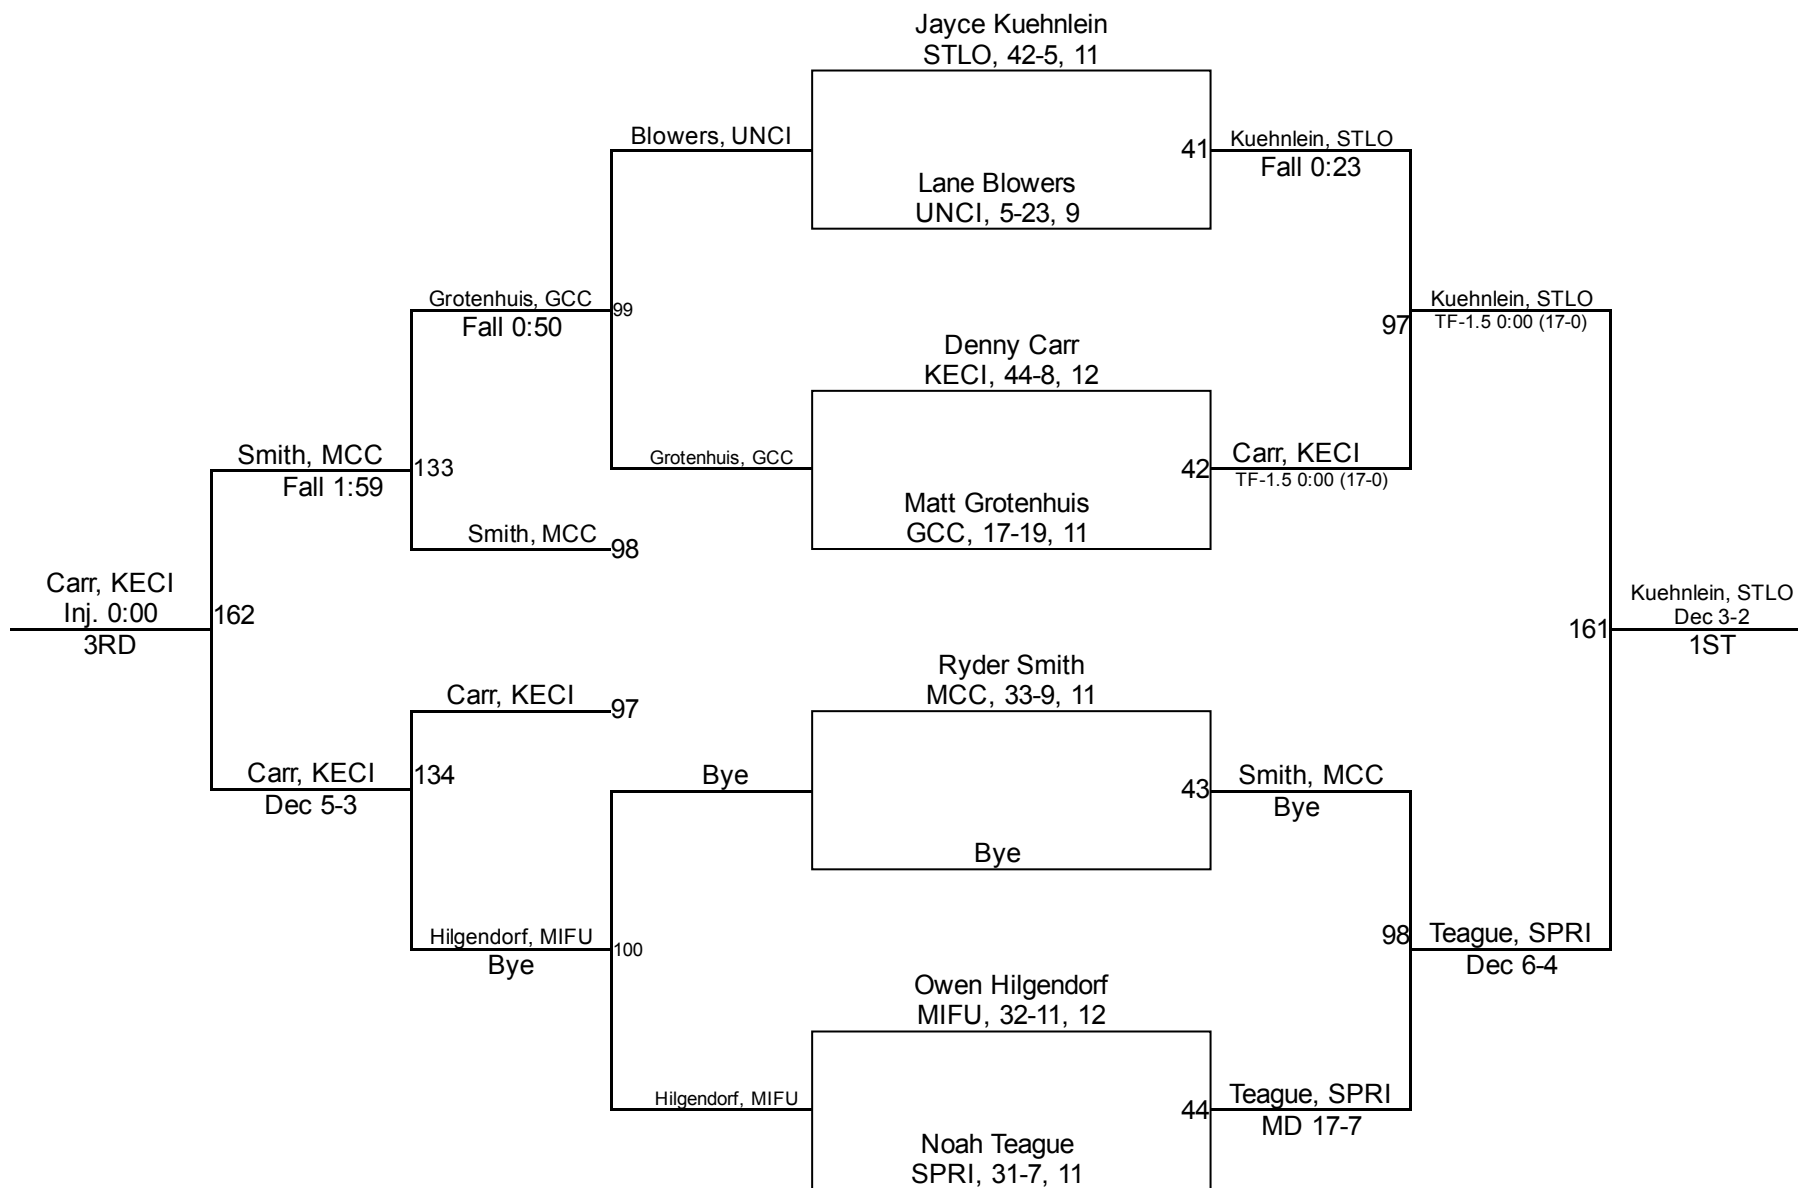 Jayce Kuehnlein
STLO, 42-5, 11
Blowers, UNCI
41
Kuehnlein, STLO
Fall 0:23
Lane Blowers
UNCI, 5-23, 9
Grotenhuis, GCC
Fall 0:50
99
Kuehnlein, STLO
TF-1.5 0:00 (17-0)
97
Denny Carr
KECI, 44-8, 12
Smith, MCC
Fall 1:59
133
Grotenhuis, GCC
42
Carr, KECI
TF-1.5 0:00 (17-0)
Matt Grotenhuis
GCC, 17-19, 11
Smith, MCC
98
Carr, KECI
Inj. 0:00
3RD
162
161
Kuehnlein, STLO
Dec 3-2
1ST
Ryder Smith
MCC, 33-9, 11
Carr, KECI
97
Carr, KECI
Dec 5-3
134
Bye
43
Smith, MCC
Bye
Bye
Hilgendorf, MIFU
Bye
100
98
Teague, SPRI
Dec 6-4
Owen Hilgendorf
MIFU, 32-11, 12
Hilgendorf, MIFU
44
Teague, SPRI
MD 17-7
Noah Teague
SPRI, 31-7, 11